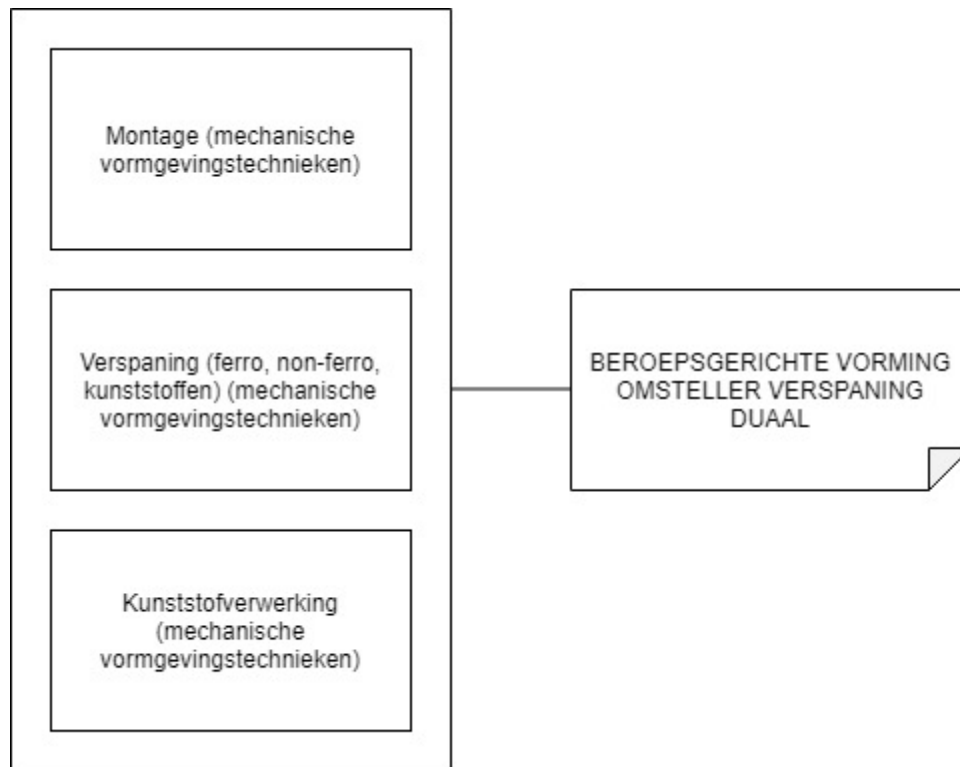 Montage (mechanische
vormgevingstechnieken)
Verspaning (ferro, non-ferro,
kunststoffen) (mechanische
vormgevingstechnieken)
BEROEPSGERICHTE VORMING
OMSTELLER VERSPANING
DUAAL
Kunststofverwerking
(mechanische
vormgevingstechnieken)